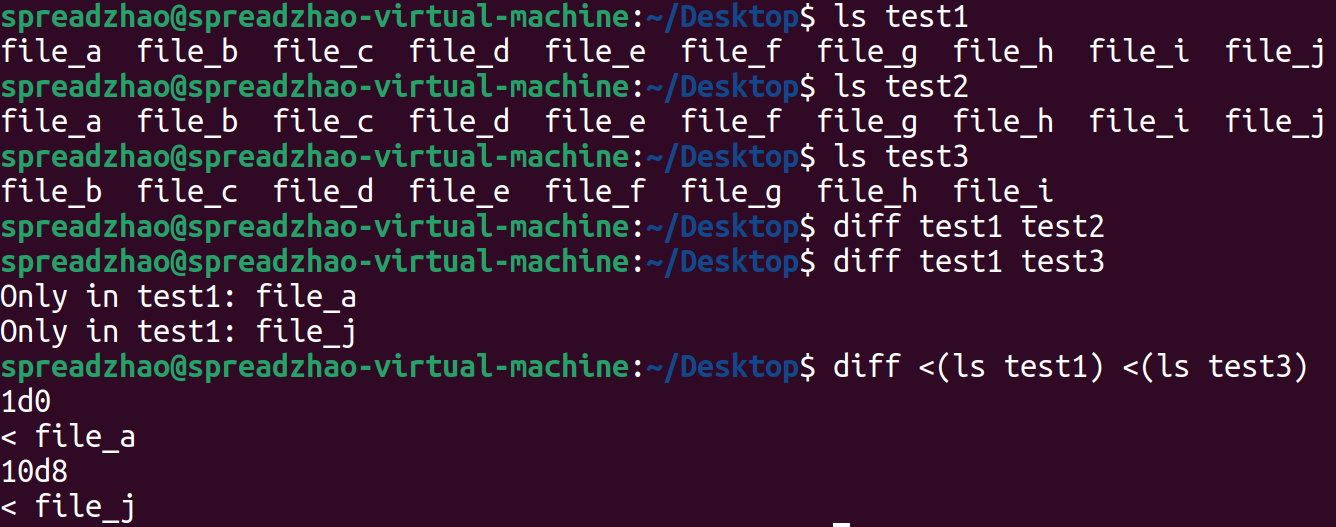 spreadzhao@spreadzhao-virtual-machine:~/Desktop$ ls test1
file_a  file_b  file_c  file_d  file_e  file_f  file_g  file_h  file_i  file_j
spreadzhao@spreadzhao-virtual-machine:~/Desktop$ ls test2
file_a  file_b  file_c  file_d  file_e  file_f  file_g  file_h  file_i  file_j
spreadzhao@spreadzhao-virtual-machine:~/Desktop$ ls test3
file_b  file_c  file_d  file_e  file_f  file_g  file_h  file_i
spreadzhao@spreadzhao-virtual-machine:~/Desktop$ diff test1 test2
spreadzhao@spreadzhao-virtual-machine:~/Desktop$ diff test1 test3
Only in test1: file_a
Only in test1: file_j
spreadzhao@spreadzhao-virtual-machine:~/Desktop$ diff <(ls test1) <(ls test3)
1d0
< file_a
10d8
< file_j